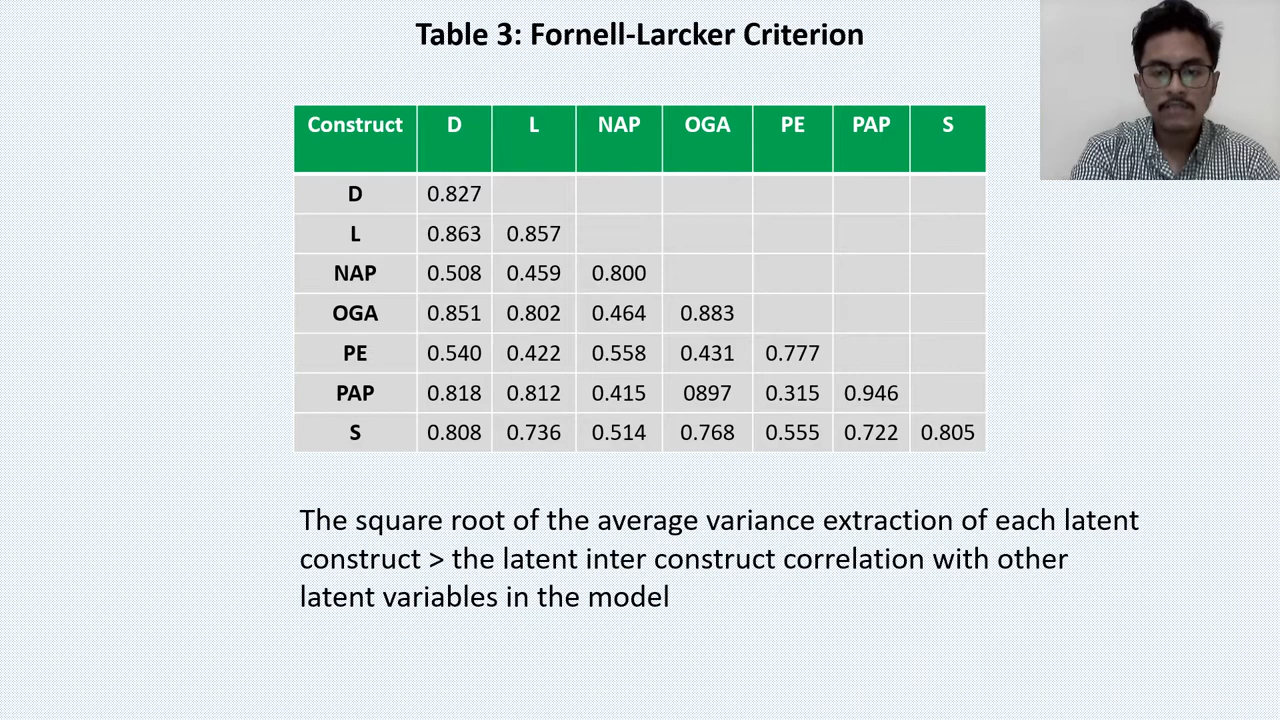 Table 3: Fornell-Larcker Criterion
Construct D L NAP OGA PE PAP S
D 0.827
L 0.863 0.857
NAP 0.508 0.459 0.800
OGA 0.851 0.802 0.464 0.883
PE 0.540 0.422 0.558 0.431 0.777
PAP 0.818 0.812 0.415 0897 0.315 0.946
S 0.808 0.736 0.514 0.768 0.555 0.722 0.805
The square root of the average variance extraction of each latent
construct > the latent inter construct correlation with other
latent variables in the model